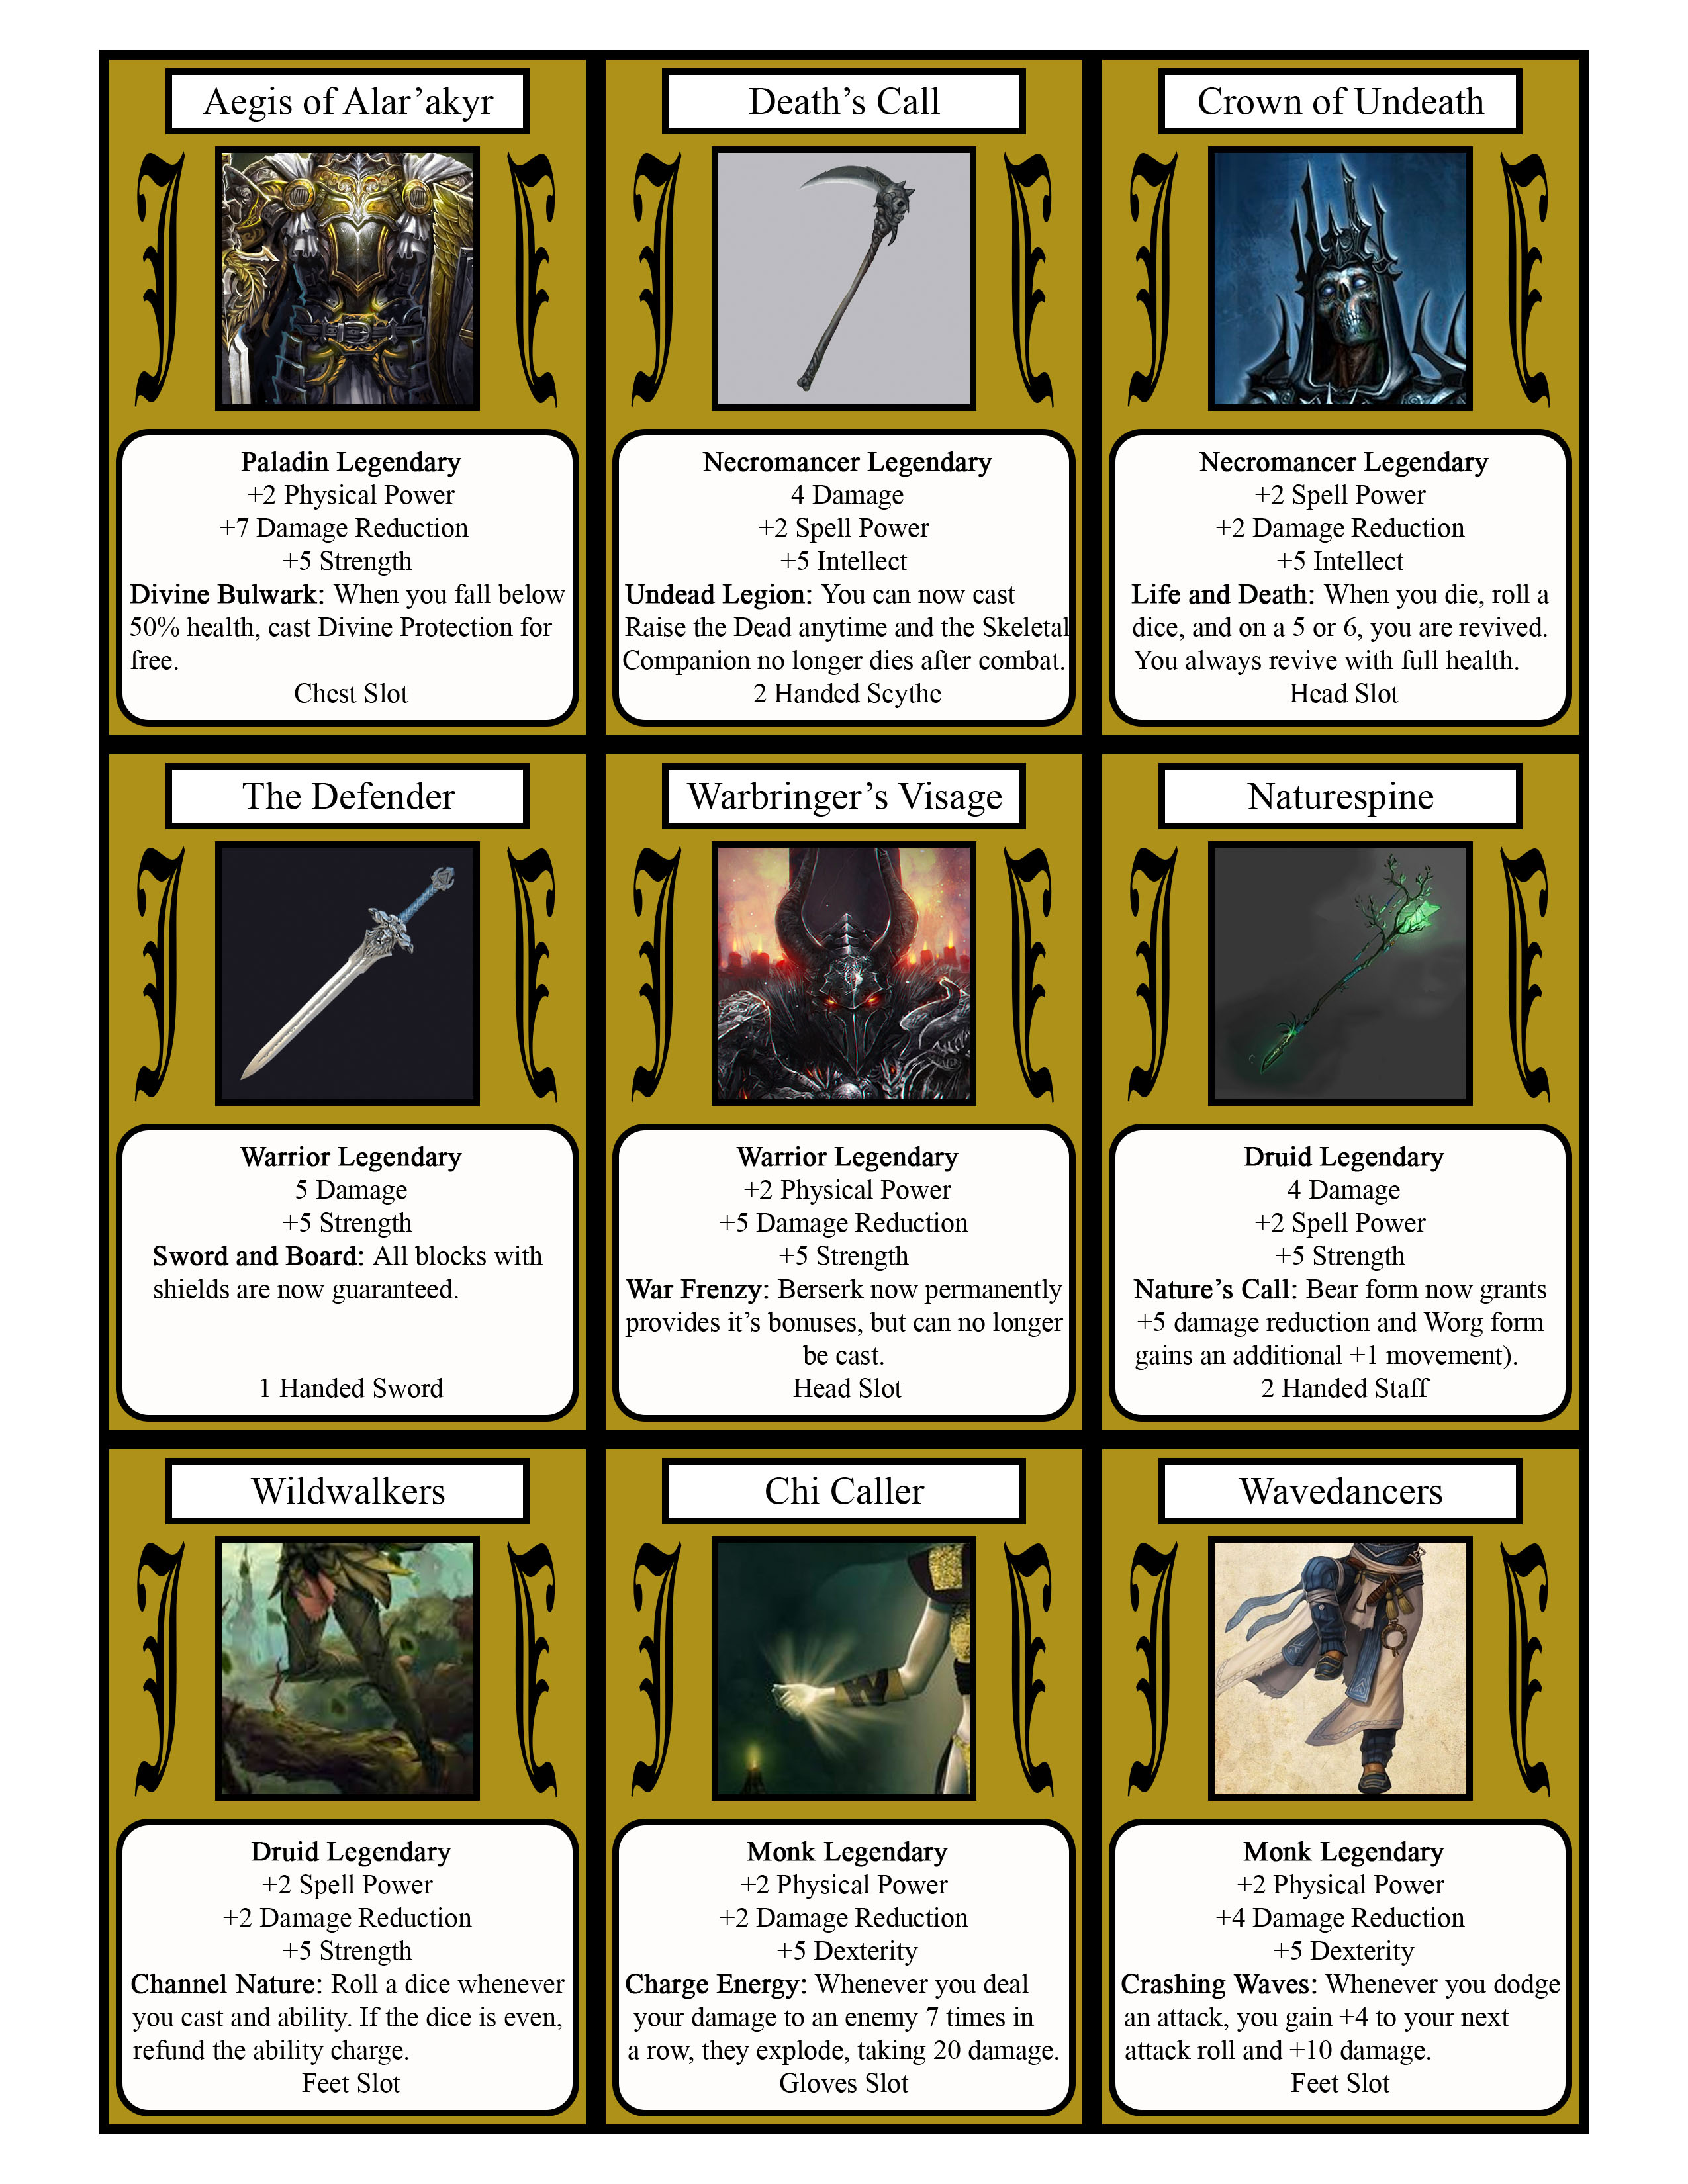 Aegis of Alar’akyr
Paladin Legendary
+2 Physical Power
+7 Damage Reduction
+5 Strength
Divine Bulwark: When you fall below
50% health, cast Divine Protection for
free.
Chest Slot
Death’s Call
Necromancer Legendary
4 Damage
+2 Spell Power
+5 Intellect
Undead Legion: You can now cast
Raise the Dead anytime and the Skeletal
Companion no longer dies after combat.
2 Handed Scythe
Crown of Undeath
Necromancer Legendary
+2 Spell Power
+2 Damage Reduction
+5 Intellect
Life and Death: When you die, roll a
dice, and on a 5 or 6, you are revived.
You always revive with full health.
Head Slot
The Defender
Warrior Legendary
5 Damage
+5 Strength
Sword and Board: All blocks with
shields are now guaranteed.
1 Handed Sword
Warbringer’s Visage
Warrior Legendary
+2 Physical Power
+5 Damage Reduction
+5 Strength
War Frenzy: Berserk now permanently
provides it’s bonuses, but can no longer
be cast.
Head Slot
Naturespine
Druid Legendary
4 Damage
+2 Spell Power
+5 Strength
Nature’s Call: Bear form now grants
+5 damage reduction and Worg form
gains an additional +1 movement).
2 Handed Staff
Wildwalkers
Druid Legendary
+2 Spell Power
+2 Damage Reduction
+5 Strength
Channel Nature: Roll a dice whenever
you cast and ability. If the dice is even,
refund the ability charge.
Feet Slot
Chi Caller
Monk Legendary
+2 Physical Power
+2 Damage Reduction
+5 Dexterity
Charge Energy: Whenever you deal
your damage to an enemy 7 times in
a row, they explode, taking 20 damage.
Gloves Slot
Wavedancers
Monk Legendary
+2 Physical Power
+4 Damage Reduction
+5 Dexterity
Crashing Waves: Whenever you dodge
an attack, you gain +4 to your next
attack roll and +10 damage.
Feet Slot